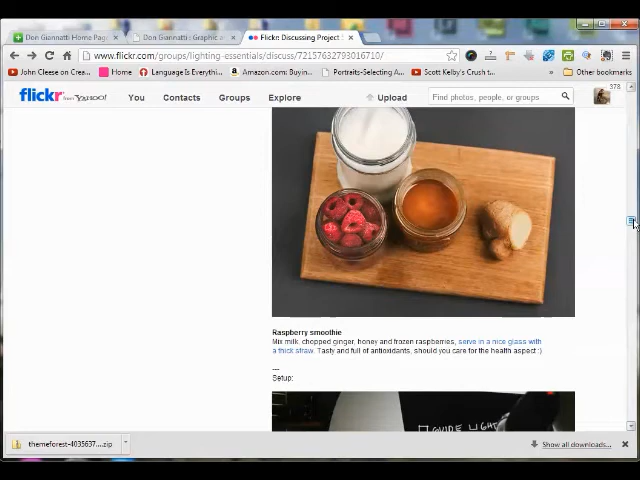 Don Giannatti Home Pag
Don Giannatti : Graphic a
Flickr: Discussing Project
www.flickr.com/groups/lighting-essentials/discuss/72157632793016710/
John Cleese on Crea
Home
Language Is Everythi
Amazon.com: Buyin
Portraits-Selecting A
Scott Kelby's Crush t
» Other bookmarks
flickr from YAHOO! You Contacts Groups Explore Upload Find photos, people, or groups 378
Raspberry smoothie
Mix milk, chopped ginger, honey and frozen raspberries, serve in a nice glass with
a thick straw. Tasty and full of antioxidants, should you care for the health aspect :)
---
Setup:
GUIDE LIGHT
themeforest-4035637....zip
Show all downloads...